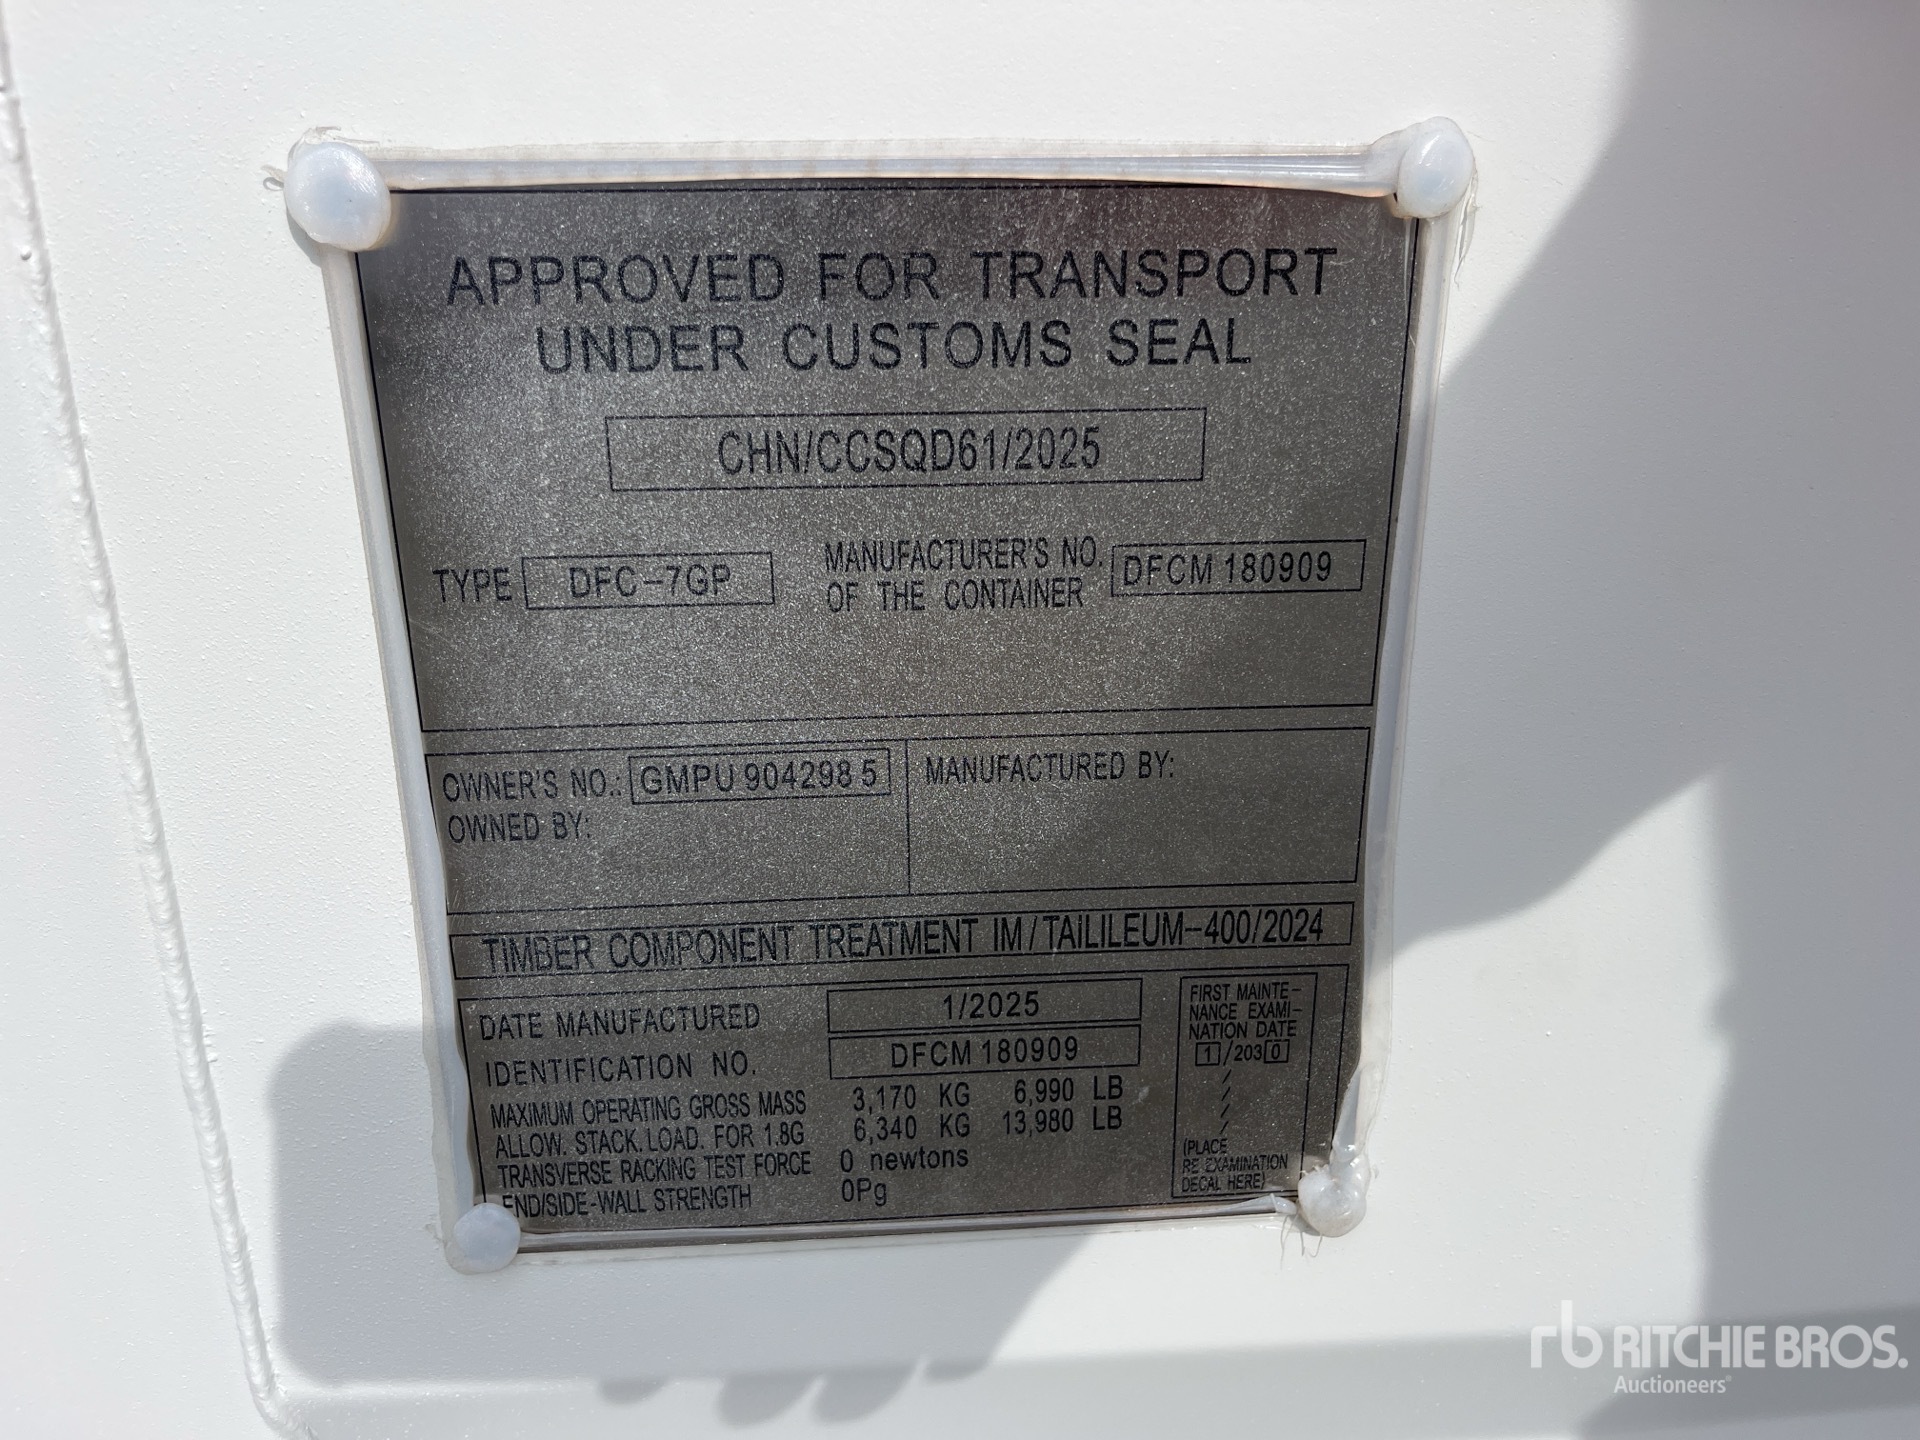 APPROVED FOR TRANSPORT
UNDER CUSTOMS SEAL
CHN/CCSQD61/2025
TYPE DFC-7GP
MANUFACTURER'S NO.
OF THE CONTAINER
DFCM 180909
OWNER'S NO.: GMPU 904298 5
OWNED BY:
MANUFACTURED BY:
TIMBER COMPONENT TREATMENT IM/TAILILEUM-400/2024
DATE MANUFACTURED 1/2025
IDENTIFICATION NO. DFCM 180909
MAXIMUM OPERATING GROSS MASS 3,170 KG 6,990 LB
ALLOW. STACK. LOAD. FOR 1.8G 6,340 KG 13,980 LB
TRANSVERSE RACKING TEST FORCE 0 newtons
END/SIDE-WALL STRENGTH 0Pg
FIRST MAINTE-
NANCE EXAMI-
NATION DATE
1/2030
/
/
/
/
(PLACE
RE EXAMINATION
DECAL HERE)
rb RITCHIE BROS.
Auctioneers